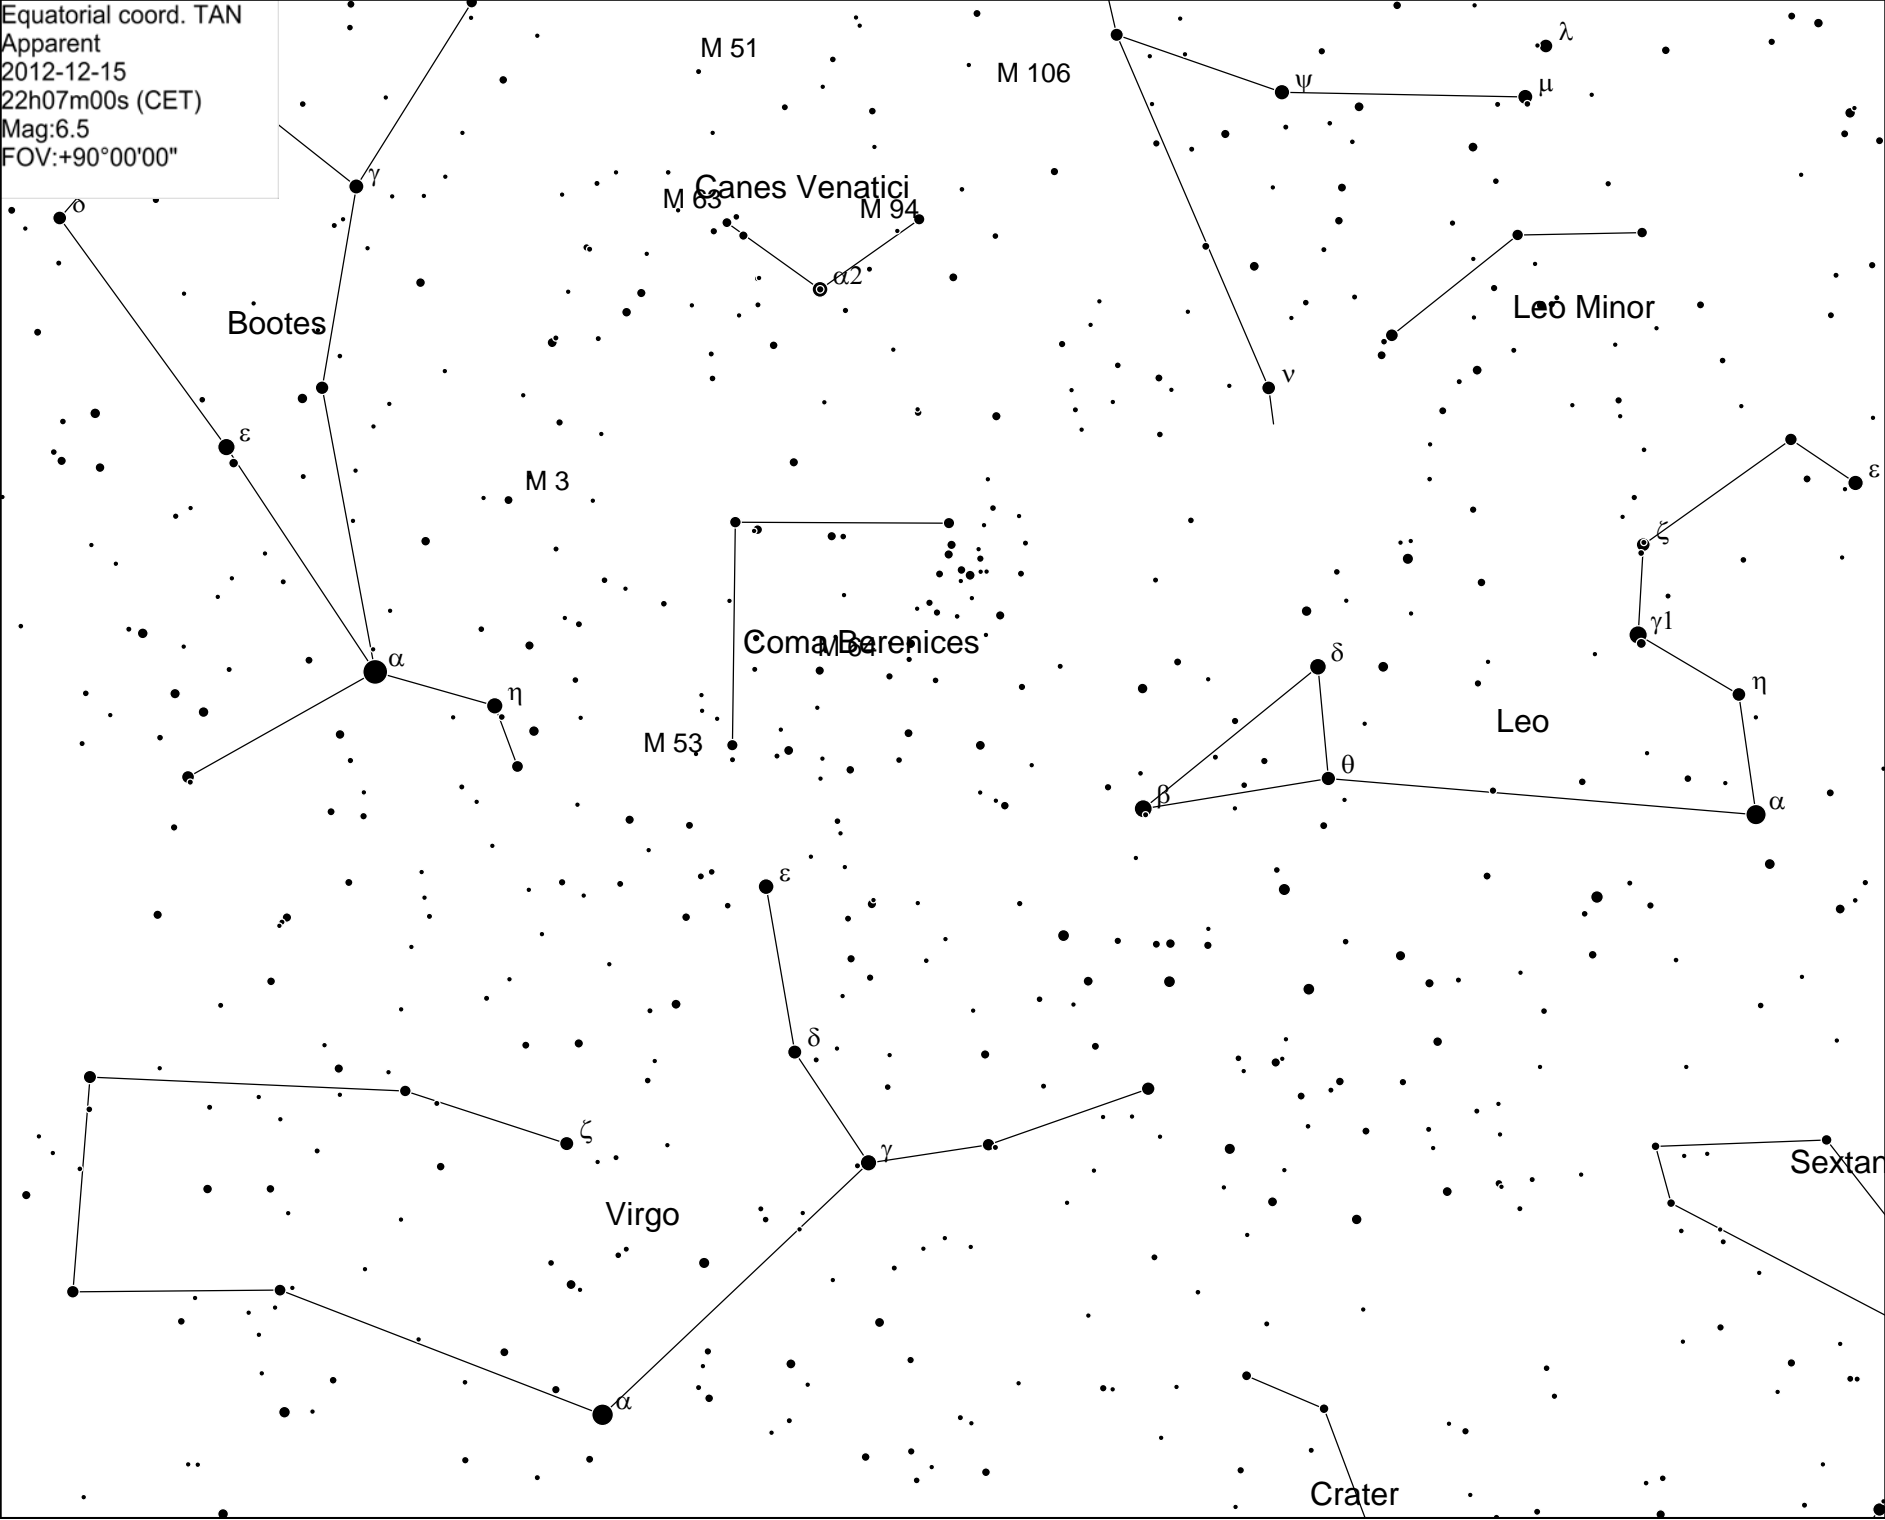 Equatorial coord. TAN
Apparent
2012-12-15
22h07m00s (CET)
Mag:6.5
FOV:+90°00'00"
M 51
M 106
λ
ψ
μ
γ
δ
Canes Venatici
M 63
M 94
α2
Bootes
Leo Minor
ν
ε
ε
M 3
ζ
Coma Berenices
M 64
γ1
δ
α
η
η
Leo
M 53
θ
β
α
ε
δ
ζ
γ
Sextan
Virgo
α
Crater